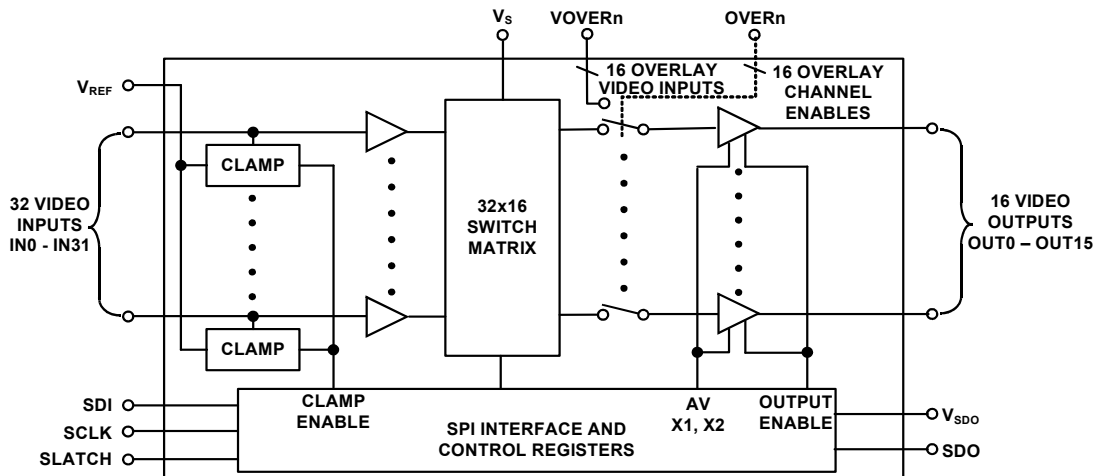 VS
VOVERn
OVERn
16 OVERLAY
VIDEO INPUTS
16 OVERLAY
CHANNEL
ENABLES
VREF
CLAMP
32 VIDEO
INPUTS
IN0 - IN31
32x16
SWITCH
MATRIX
16 VIDEO
OUTPUTS
OUT0 – OUT15
CLAMP
SDI
SCLK
SLATCH
CLAMP
ENABLE
SPI INTERFACE AND
CONTROL REGISTERS
AV
X1, X2
OUTPUT
ENABLE
VSDO
SDO